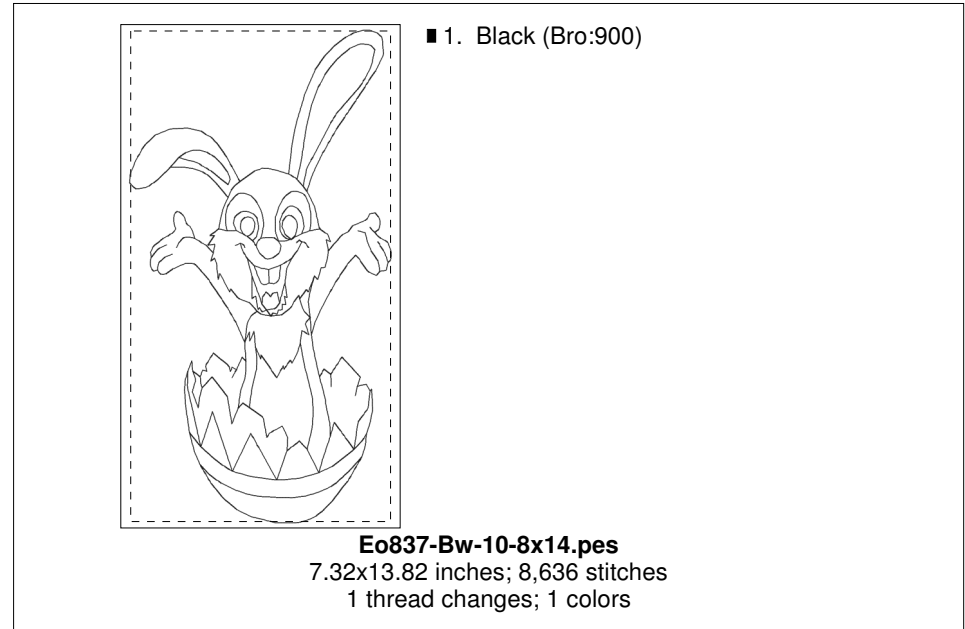 1. Black (Bro:900)
Eo837-Bw-10-8x14.pes
7.32x13.82 inches; 8,636 stitches
1 thread changes; 1 colors